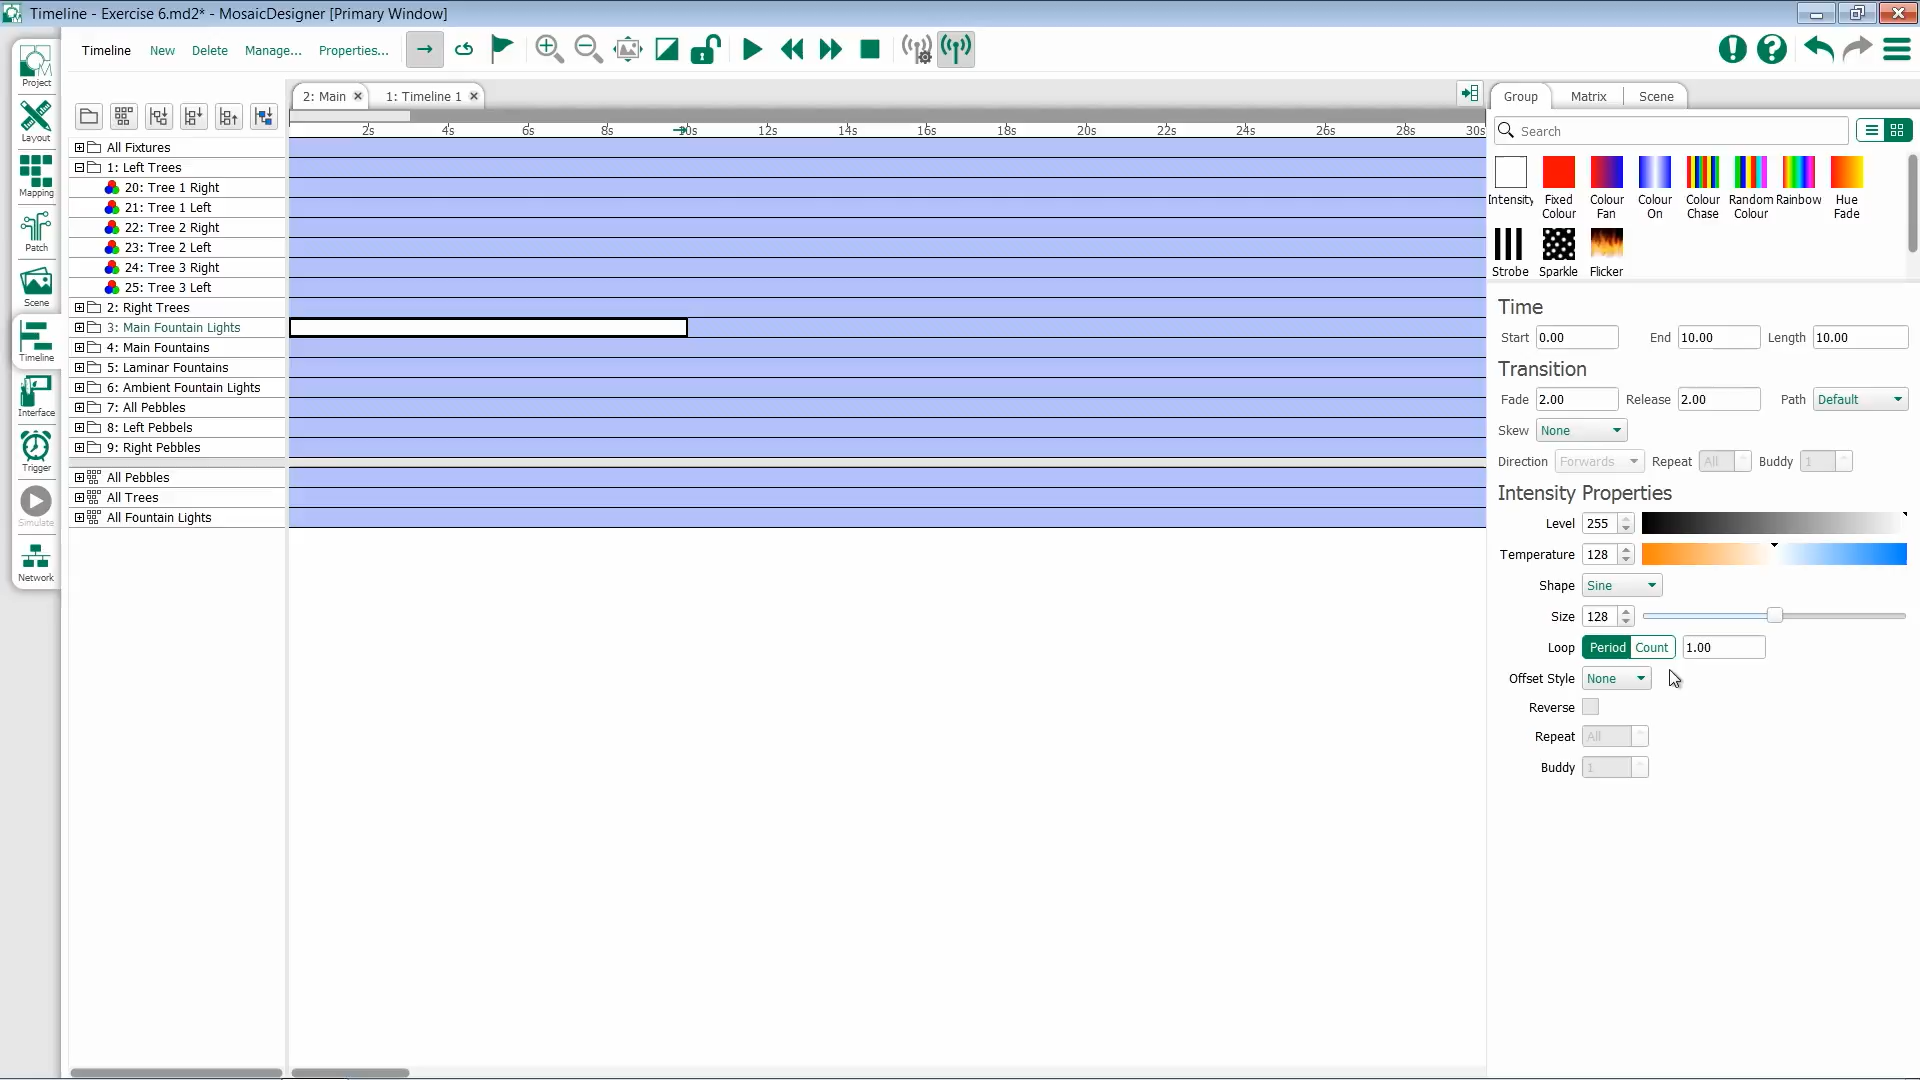 Timeline - Exercise 6.md2* - MosaicDesigner [Primary Window]
Timeline New Delete Manage... Properties...
Project
Layout
Mapping
Patch
Scene
Timeline
Interface
Trigger
Simulate
Network
2: Main 1: Timeline 1
2s 4s 6s 8s 10s 12s 14s 16s 18s 20s 22s 24s 26s 28s 30s
All Fixtures
1: Left Trees
20: Tree 1 Right
21: Tree 1 Left
22: Tree 2 Right
23: Tree 2 Left
24: Tree 3 Right
25: Tree 3 Left
2: Right Trees
3: Main Fountain Lights
4: Main Fountains
5: Laminar Fountains
6: Ambient Fountain Lights
7: All Pebbles
8: Left Pebbels
9: Right Pebbles
All Pebbles
All Trees
All Fountain Lights
Group Matrix Scene
Search
Intensity
Fixed Colour
Colour Fan
Colour On
Colour Chase
Random Colour
Rainbow
Hue Fade
Strobe Sparkle Flicker
Time
Start 0.00 End 10.00 Length 10.00
Transition
Fade 2.00 Release 2.00 Path Default
Skew None
Direction Forwards Repeat All Buddy 1
Intensity Properties
Level 255
Temperature 128
Shape Sine
Size 128
Loop Period Count 1.00
Offset Style None
Reverse
Repeat All
Buddy 1